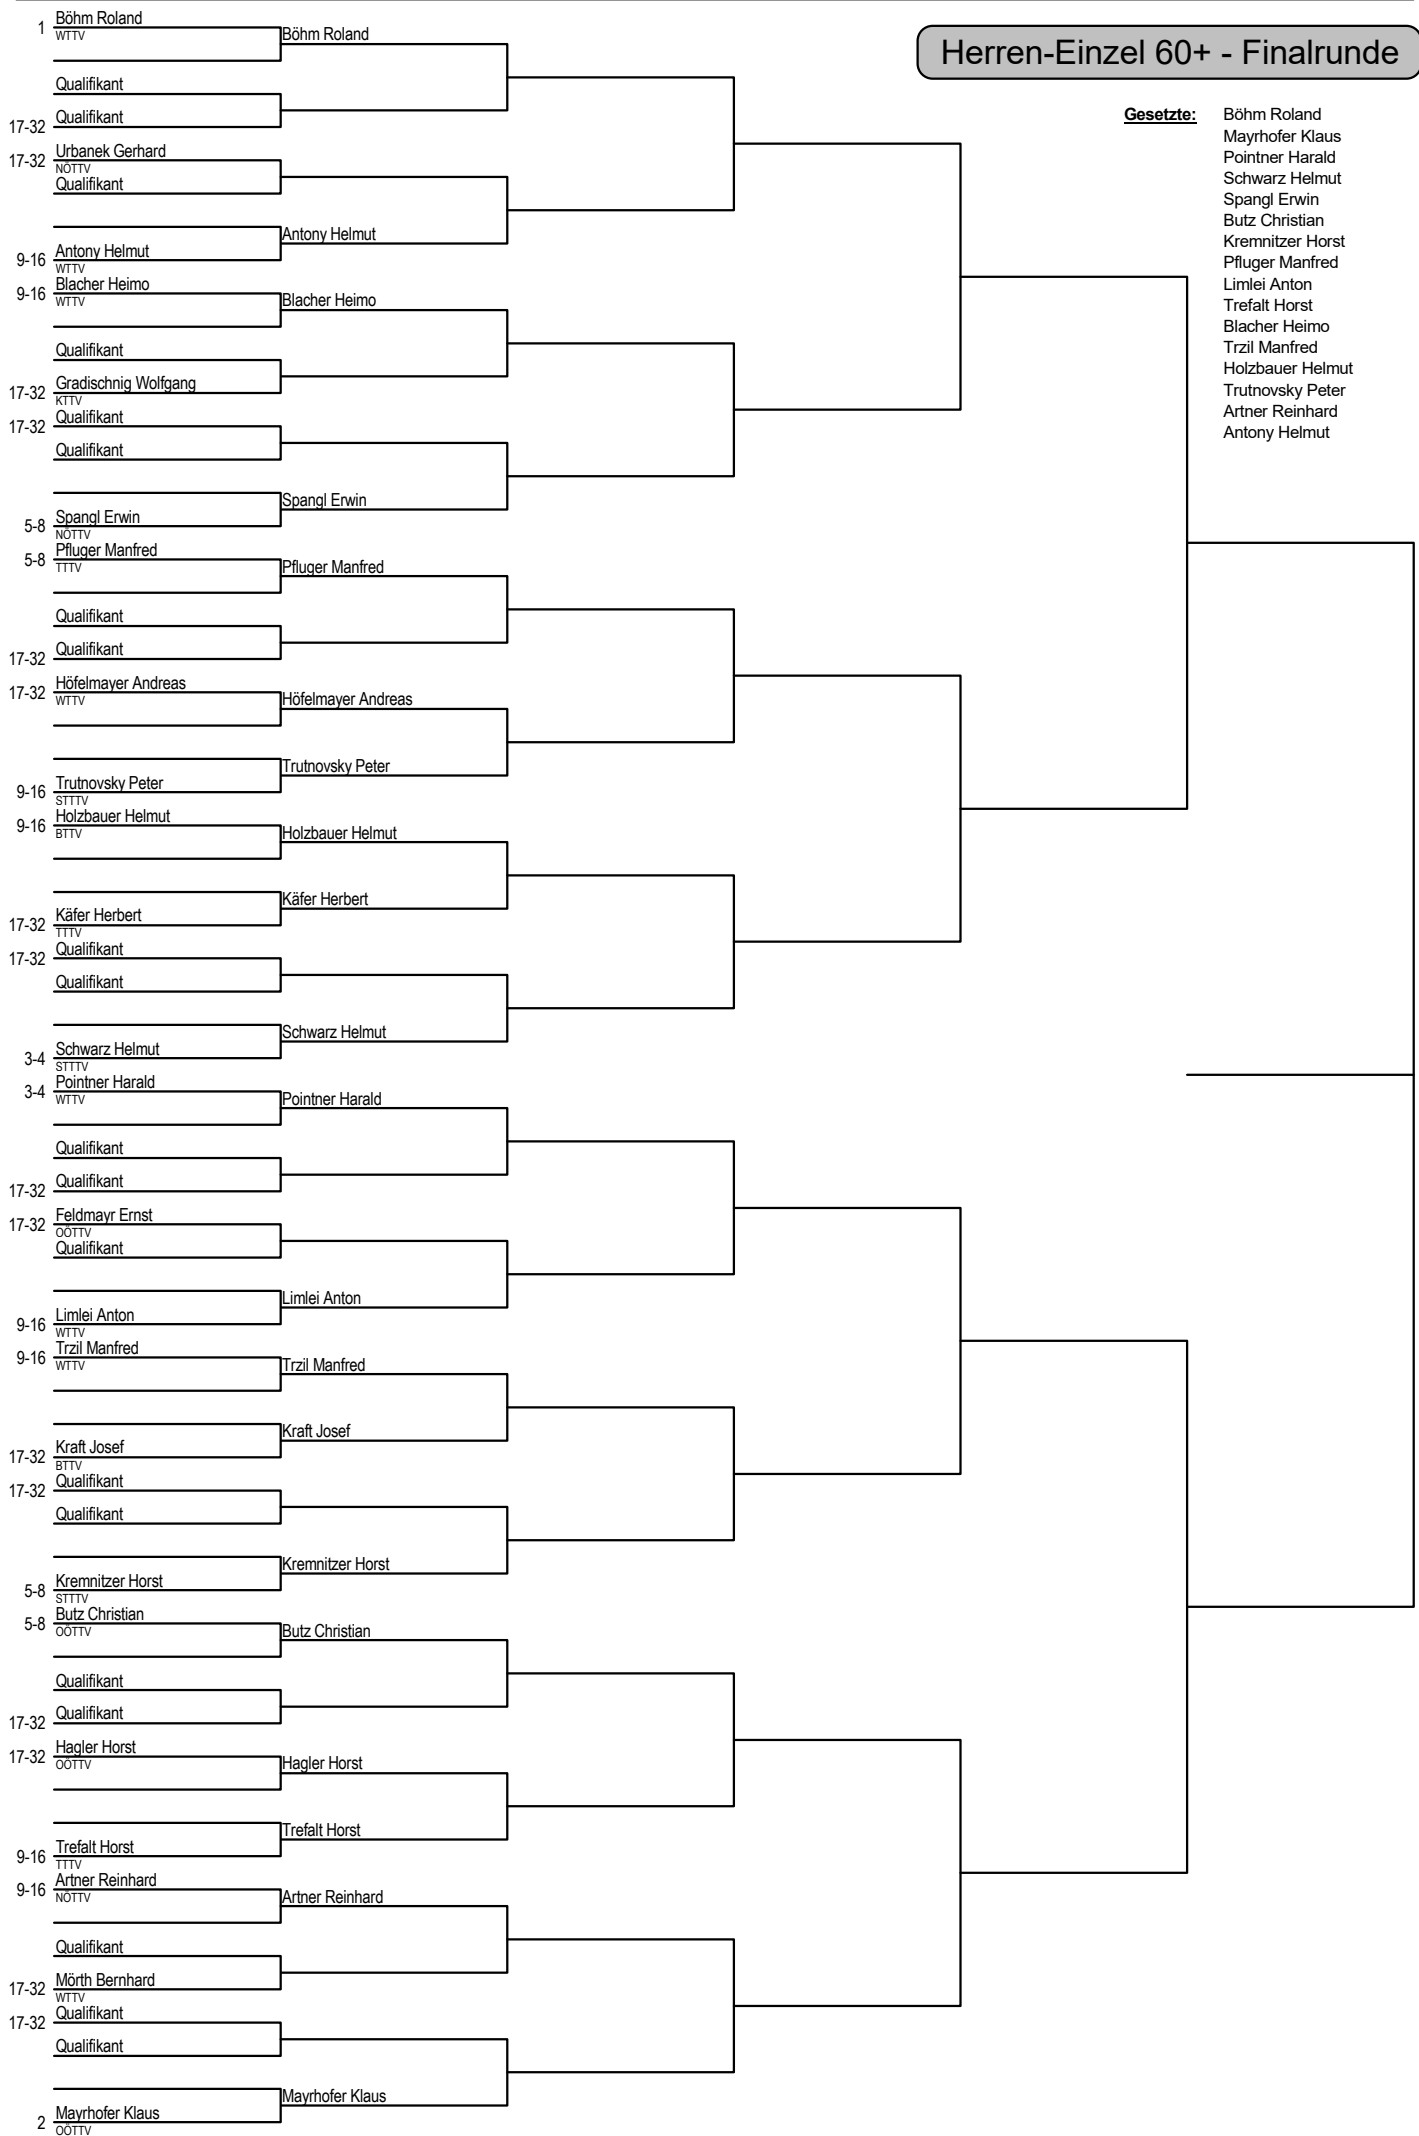 Herren-Einzel 60+ - Finalrunde
Gesetzte: Böhm Roland
Mayrhofer Klaus
Pointner Harald
Schwarz Helmut
Spangl Erwin
Butz Christian
Kremnitzer Horst
Pfluger Manfred
Limlei Anton
Trefalt Horst
Blacher Heimo
Trzil Manfred
Holzbauer Helmut
Trutnovsky Peter
Artner Reinhard
Antony Helmut
1 Böhm Roland
WTTV
Böhm Roland
Qualifikant
17-32 Qualifikant
17-32 Urbanek Gerhard
NÖTTV
Qualifikant
Antony Helmut
9-16 Antony Helmut
WTTV
9-16 Blacher Heimo
WTTV
Blacher Heimo
Qualifikant
17-32 Gradischnig Wolfgang
KTTV
17-32 Qualifikant
Qualifikant
Spangl Erwin
5-8 Spangl Erwin
NÖTTV
5-8 Pfluger Manfred
TTTV
Pfluger Manfred
Qualifikant
17-32 Qualifikant
17-32 Höfelmayer Andreas
WTTV
Höfelmayer Andreas
Trutnovsky Peter
9-16 Trutnovsky Peter
STTTV
9-16 Holzbauer Helmut
BTTV
Holzbauer Helmut
Käfer Herbert
17-32 Käfer Herbert
TTTV
17-32 Qualifikant
Qualifikant
Schwarz Helmut
3-4 Schwarz Helmut
STTTV
3-4 Pointner Harald
WTTV
Pointner Harald
Qualifikant
17-32 Qualifikant
17-32 Feldmayr Ernst
OÖTTV
Qualifikant
Limlei Anton
9-16 Limlei Anton
WTTV
9-16 Trzil Manfred
WTTV
Trzil Manfred
Kraft Josef
17-32 Kraft Josef
BTTV
17-32 Qualifikant
Qualifikant
Kremnitzer Horst
5-8 Kremnitzer Horst
STTTV
5-8 Butz Christian
OÖTTV
Butz Christian
Qualifikant
17-32 Qualifikant
17-32 Hagler Horst
OÖTTV
Hagler Horst
Trefalt Horst
9-16 Trefalt Horst
TTTV
9-16 Artner Reinhard
NÖTTV
Artner Reinhard
Qualifikant
17-32 Mörth Bernhard
WTTV
17-32 Qualifikant
Qualifikant
Mayrhofer Klaus
2 Mayrhofer Klaus
OÖTTV